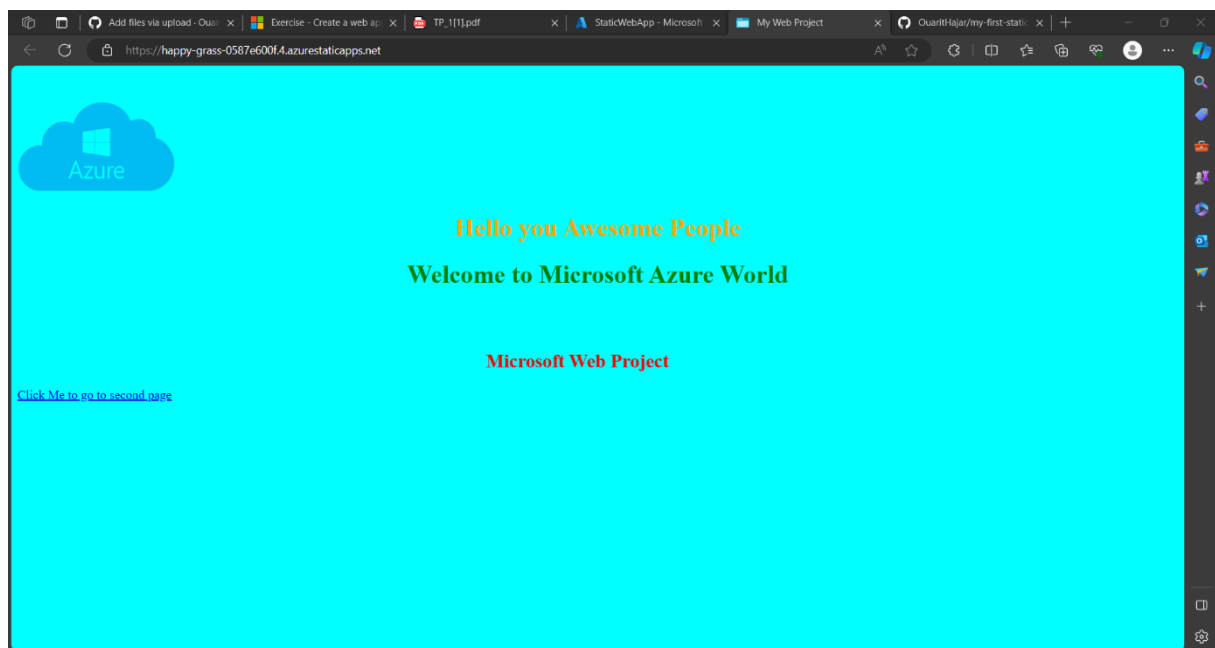 Add files via upload · Ouar
Exercise - Create a web ap
TP_1[1].pdf
StaticWebApp - Microsoft
My Web Project
OuaritHajar/my-first-static
https://happy-grass-0587e600f.4.azurestaticapps.net
Azure
Hello you Awesome People
Welcome to Microsoft Azure World
Microsoft Web Project
Click Me to go to second page